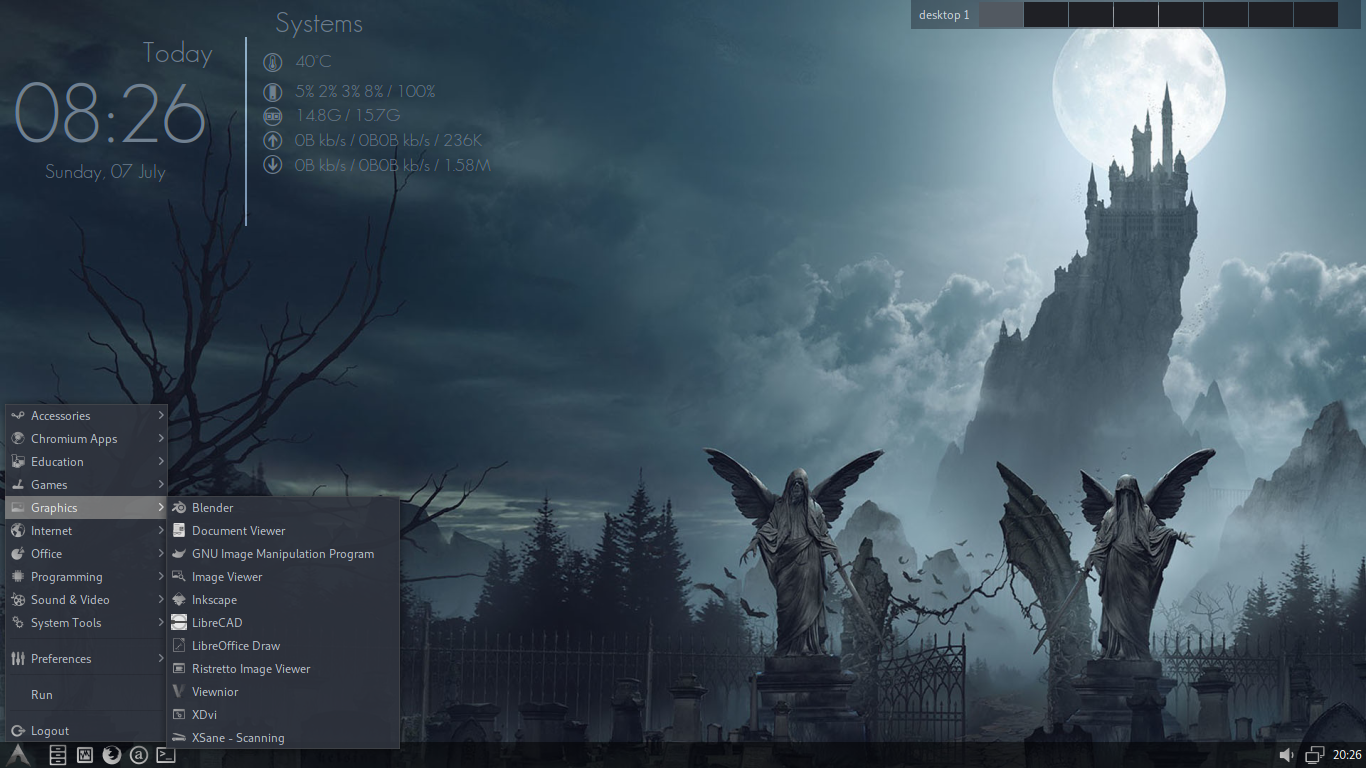 Systems
Today
40°C
08:26
5% 2% 3% 8% / 100%
14.8G / 15.7G
0B kb/s / 0B0B kb/s / 236K
Sunday, 07 July
0B kb/s / 0B0B kb/s / 1.58M
desktop 1
Accessories
Chromium Apps
Education
Games
Graphics
Internet
Office
Programming
Sound & Video
System Tools
Preferences
Run
Logout
Blender
Document Viewer
GNU Image Manipulation Program
Image Viewer
Inkscape
LibreCAD
LibreOffice Draw
Ristretto Image Viewer
Viewnior
XDvi
XSane - Scanning
20:26